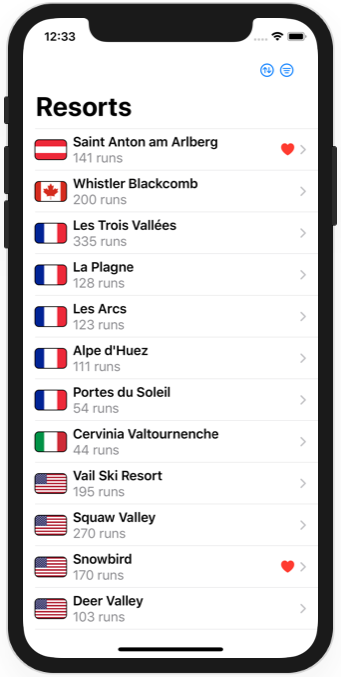 12:33
Resorts
Saint Anton am Arlberg
141 runs
Whistler Blackcomb
200 runs
Les Trois Vallées
335 runs
La Plagne
128 runs
Les Arcs
123 runs
Alpe d'Huez
111 runs
Portes du Soleil
54 runs
Cervinia Valtournenche
44 runs
Vail Ski Resort
195 runs
Squaw Valley
270 runs
Snowbird
170 runs
Deer Valley
103 runs